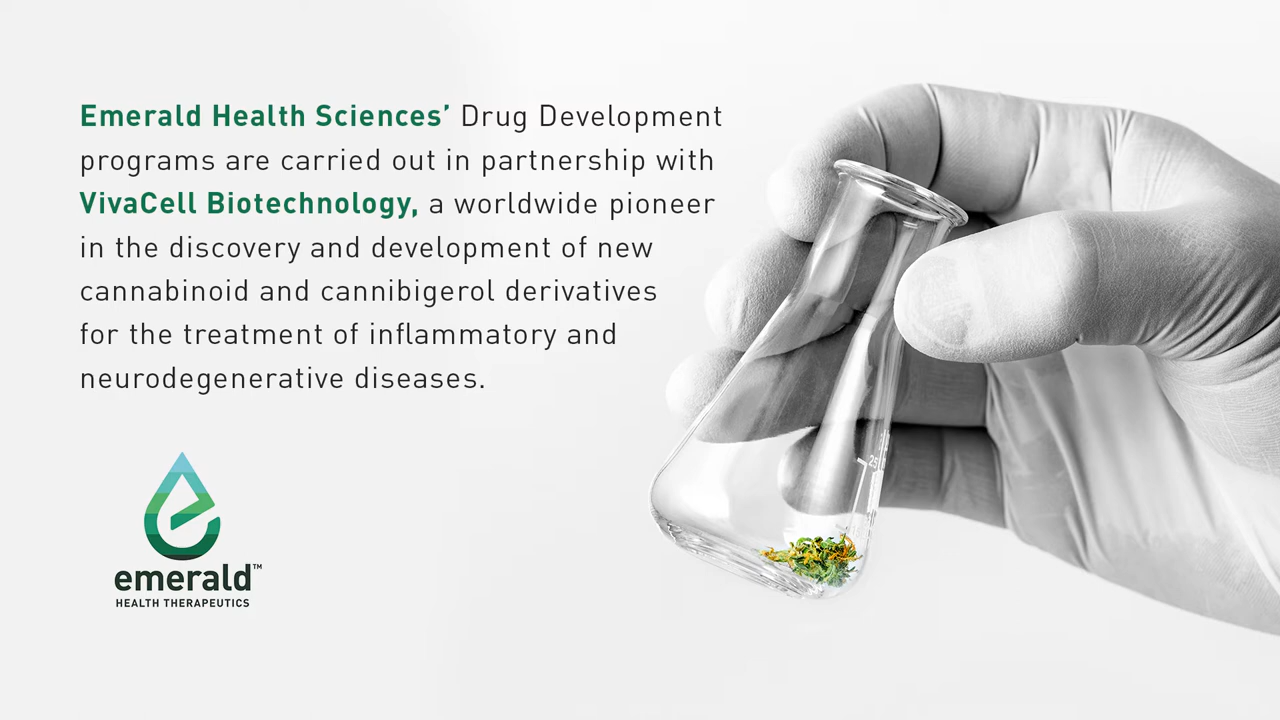 Emerald Health Sciences’ Drug Development
programs are carried out in partnership with
VivaCell Biotechnology, a worldwide pioneer
in the discovery and development of new
cannabinoid and cannibigerol derivatives
for the treatment of inflammatory and
neurodegenerative diseases.
emerald™
HEALTH THERAPEUTICS
25